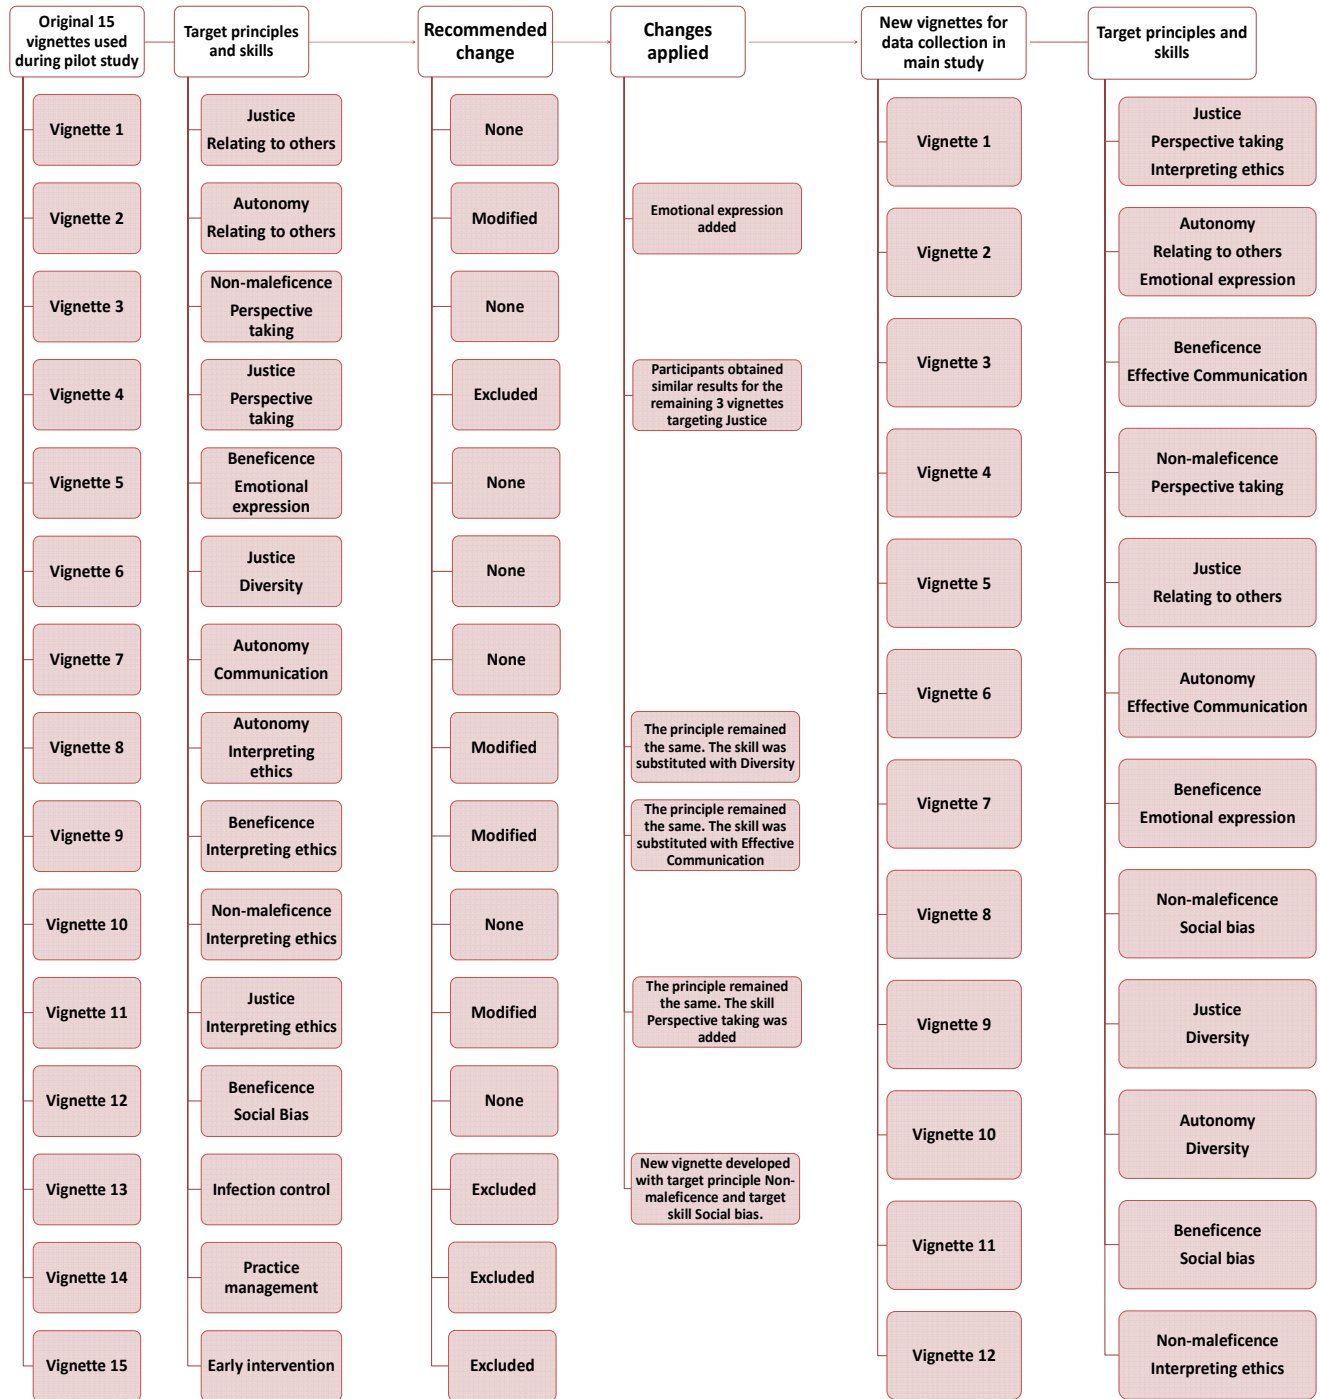 Original 15
vignettes used
during pilot study
Target principles
and skills
Recommended
change
Changes
applied
New vignettes for
data collection in
main study
Target principles and
skills
Vignette 1
Vignette 2
Vignette 3
Vignette 4
Vignette 5
Vignette 6
Vignette 7
Vignette 8
Vignette 9
Vignette 10
Vignette 11
Vignette 12
Vignette 13
Vignette 14
Vignette 15
Justice
Relating to others
Autonomy
Relating to others
Non-maleficence
Perspective
taking
Justice
Perspective
taking
Beneficence
Emotional
expression
Justice
Diversity
Autonomy
Communication
Autonomy
Interpreting
ethics
Beneficence
Interpreting ethics
Non-maleficence
Interpreting ethics
Justice
Interpreting ethics
Beneficence
Social Bias
Infection control
Practice
management
Early intervention
None
Modified
None
Excluded
None
None
None
Modified
Modified
None
Modified
None
Excluded
Excluded
Excluded
Emotional expression
added
Participants obtained
similar results for the
remaining 3 vignettes
targeting Justice
The principle remained
the same. The skill was
substituted with Diversity
The principle remained
the same. The skill was
substituted with Effective
Communication
The principle remained
the same. The skill
Perspective taking was
added
New vignette developed
with target principle Non-
maleficence and target
skill Social bias.
Vignette 1
Vignette 2
Vignette 3
Vignette 4
Vignette 5
Vignette 6
Vignette 7
Vignette 8
Vignette 9
Vignette 10
Vignette 11
Vignette 12
Justice
Perspective taking
Interpreting ethics
Autonomy
Relating to others
Emotional expression
Beneficence
Effective Communication
Non-maleficence
Perspective taking
Justice
Relating to others
Autonomy
Effective Communication
Beneficence
Emotional expression
Non-maleficence
Social bias
Justice
Diversity
Autonomy
Diversity
Beneficence
Social bias
Non-maleficence
Interpreting ethics